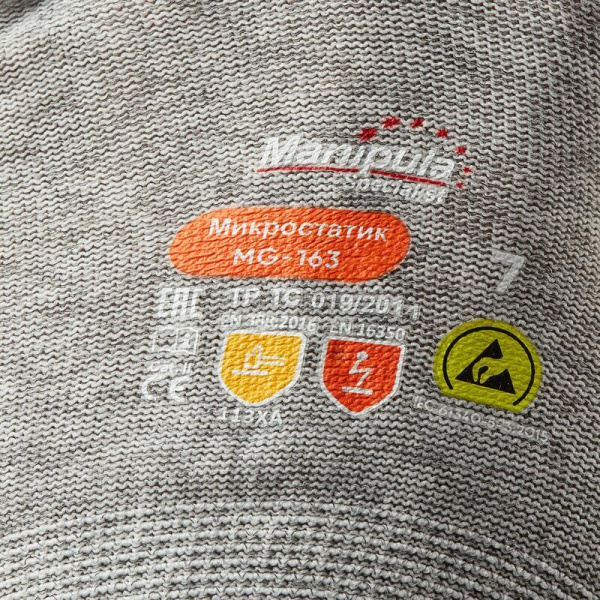 Manipula
Specialist
Микростатик
MG-163
7
EAC
ТР ТС 019/2011
EN 388:2016
EN 16350
CE
113XA